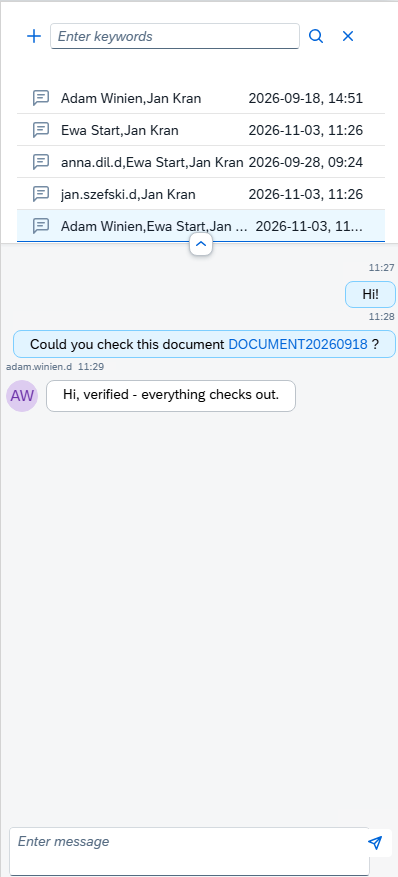 Enter keywords
Adam Winien,Jan Kran 2026-09-18, 14:51
Ewa Start,Jan Kran 2026-11-03, 11:26
anna.dil.d,Ewa Start,Jan Kran 2026-09-28, 09:24
jan.szefski.d,Jan Kran 2026-11-03, 11:26
Adam Winien,Ewa Start,Jan ... 2026-11-03, 11...
11:27
Hi!
11:28
Could you check this document DOCUMENT20260918 ?
adam.winien.d 11:29
AW
Hi, verified - everything checks out.
Enter message